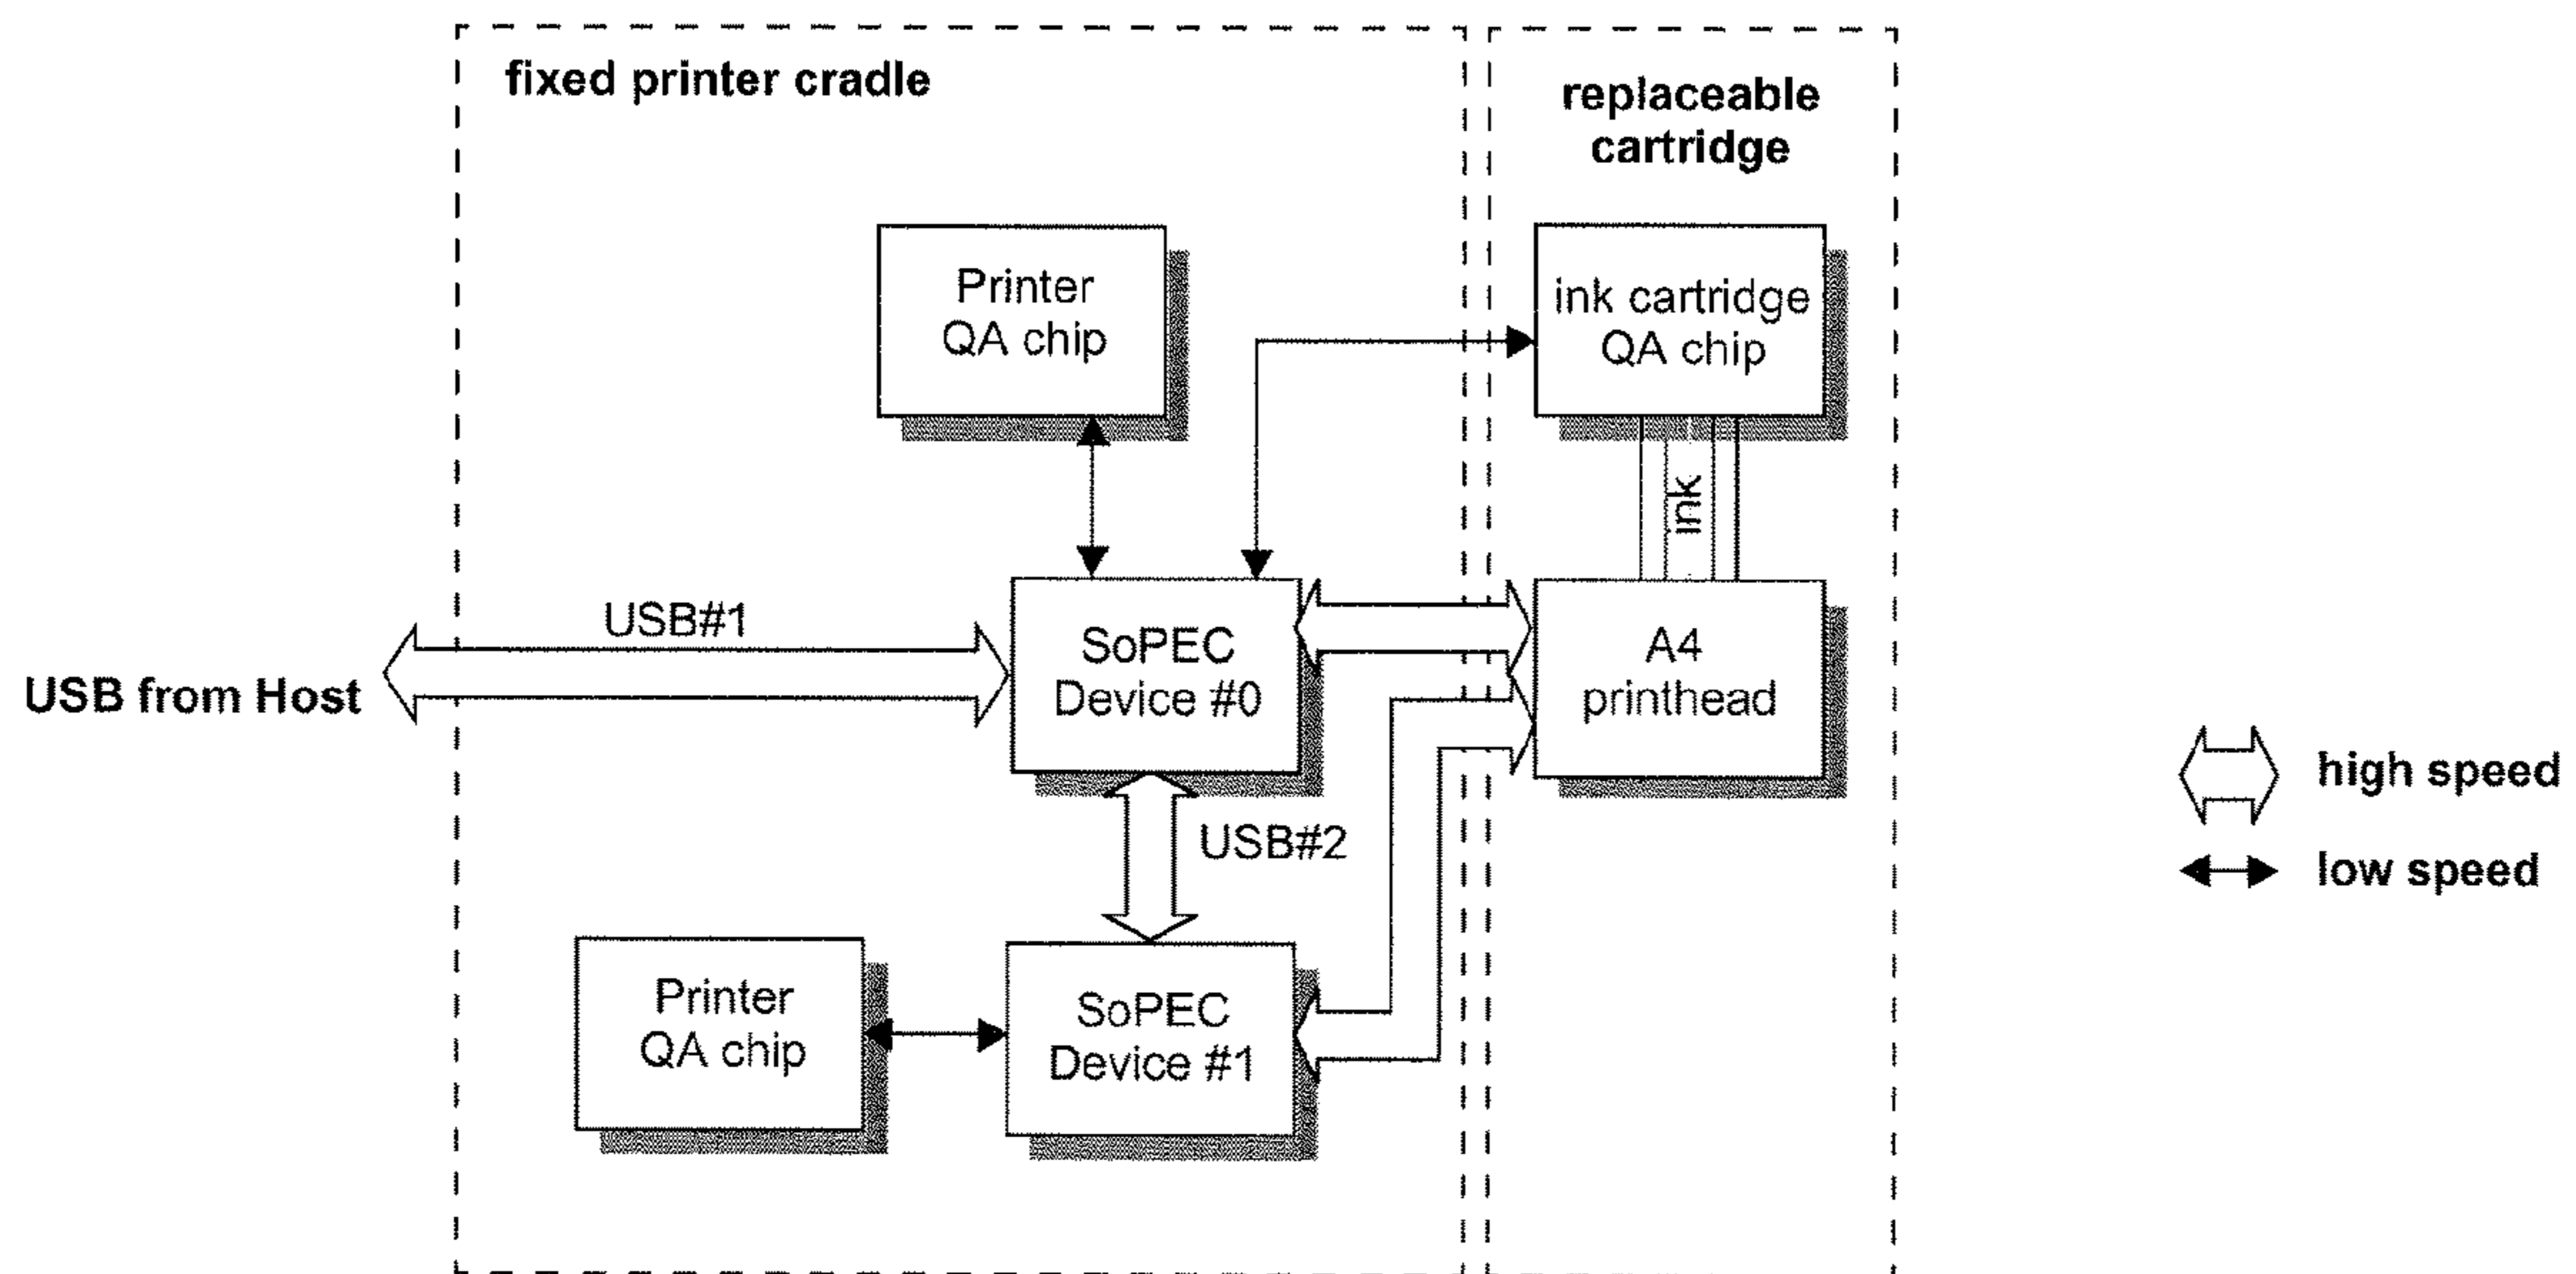 fixed printer cradle
replaceable
cartridge
Printer
QA chip
ink cartridge
QA chip
ink
USB#1
USB from Host
SoPEC
Device #0
A4
printhead
high speed
low speed
USB#2
Printer
QA chip
SoPEC
Device #1